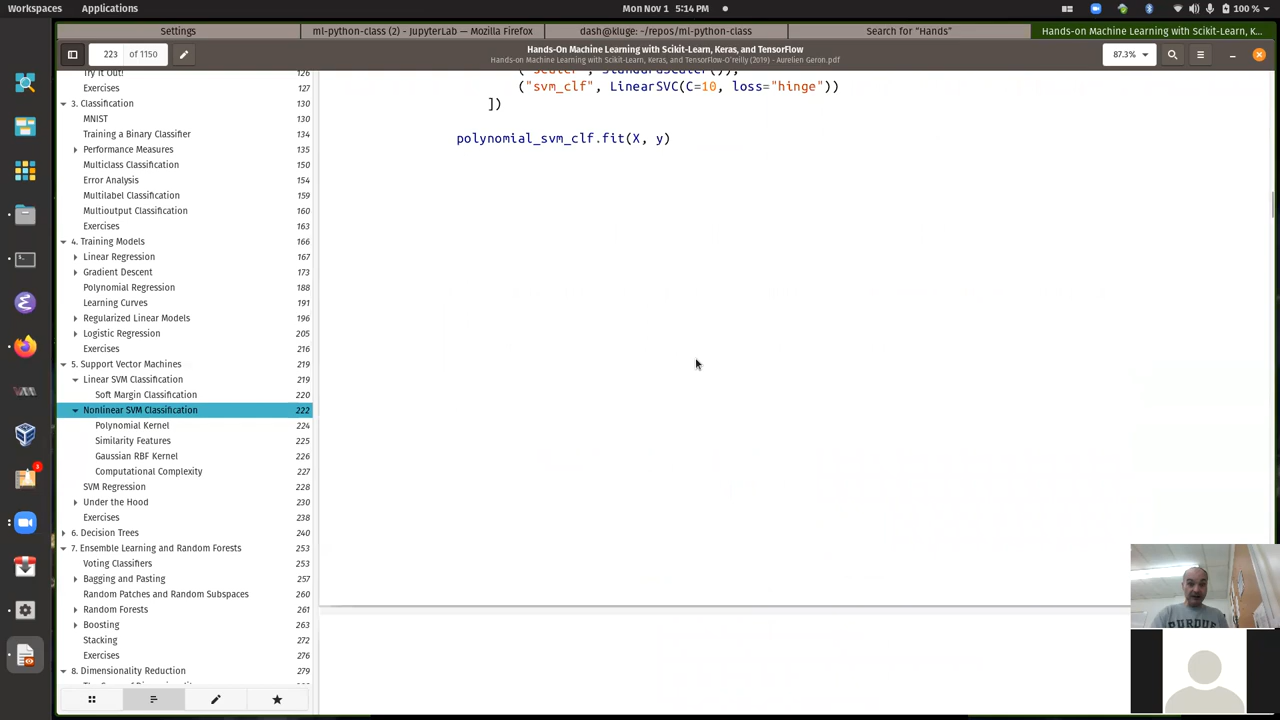 Workspaces Applications Mon Nov 1 5:14 PM 100 %
Settings ml-python-class (2) - JupyterLab — Mozilla Firefox dash@kluge: ~/repos/ml-python-class Search for "Hands" Hands-on Machine Learning with Scikit-Learn, K...
223 of 1150 Hands-On Machine Learning with Scikit-Learn, Keras, and TensorFlow 87.3%
Hands-on Machine Learning with Scikit-Learn, Keras, and TensorFlow-O'reilly (2019) - Aurelien Geron.pdf
Try It Out! 126
Exercises 127
3. Classification 130
MNIST 130
Training a Binary Classifier 134
Performance Measures 135
Multiclass Classification 150
Error Analysis 154
Multilabel Classification 159
Multioutput Classification 160
Exercises 163
4. Training Models 166
Linear Regression 167
Gradient Descent 173
Polynomial Regression 188
Learning Curves 191
Regularized Linear Models 196
Logistic Regression 205
Exercises 216
5. Support Vector Machines 219
Linear SVM Classification 219
Soft Margin Classification 220
Nonlinear SVM Classification 222
Polynomial Kernel 224
Similarity Features 225
Gaussian RBF Kernel 226
Computational Complexity 227
SVM Regression 228
Under the Hood 230
Exercises 238
6. Decision Trees 240
7. Ensemble Learning and Random Forests 253
Voting Classifiers 253
Bagging and Pasting 257
Random Patches and Random Subspaces 260
Random Forests 261
Boosting 263
Stacking 272
Exercises 276
8. Dimensionality Reduction 279
("scaler", StandardScaler()),
("svm_clf", LinearSVC(C=10, loss="hinge"))
])
polynomial_svm_clf.fit(X, y)
3
PURDUE